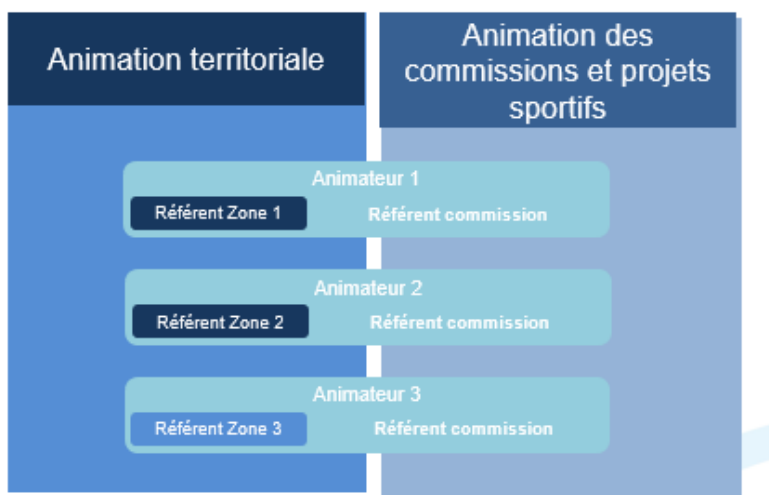 Animation territoriale
Animation des
commissions et projets
sportifs
Animateur 1
Référent Zone 1
Référent commission
Animateur 2
Référent Zone 2
Référent commission
Animateur 3
Référent Zone 3
Référent commission